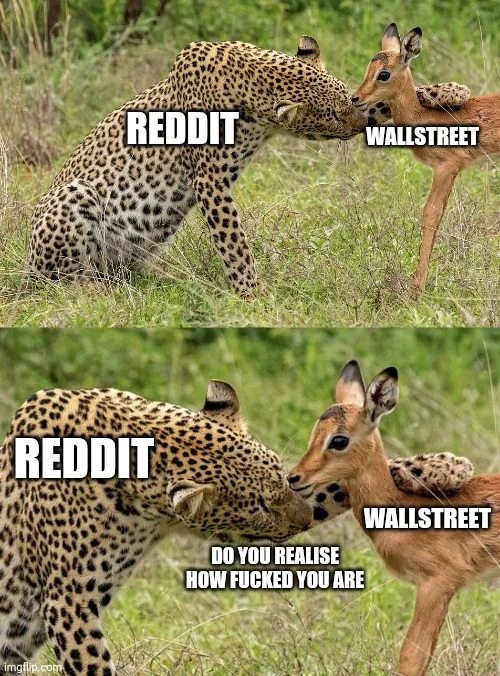 REDDIT
WALLSTREET
REDDIT
WALLSTREET
DO YOU REALISE
HOW FUCKED YOU ARE
imgflip.com